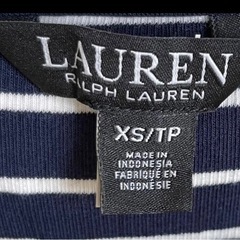 LAUREN
RALPH LAUREN
XS/TP
MADE IN
INDONESIA
FABRIQUÉ EN
INDONÉSIE